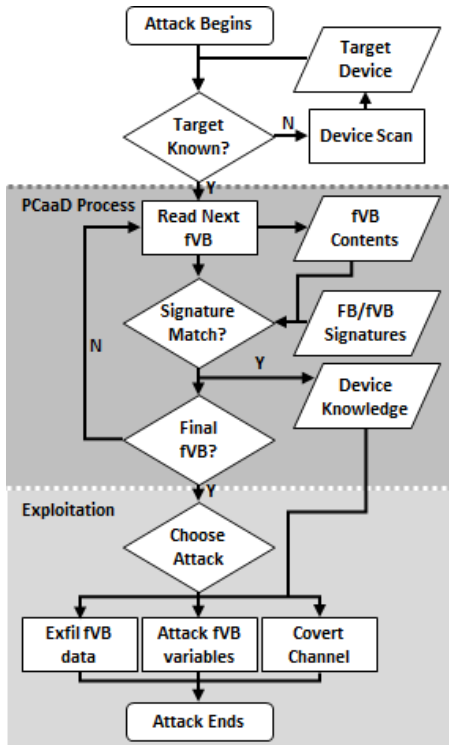 Attack Begins
Target
Device
Target
Known?
N
Device Scan
Y
PCaaD Process
Read Next
fVB
fVB
Contents
Signature
Match?
FB/fVB
Signatures
N
Y
Device
Knowledge
Final
fVB?
Y
Exploitation
Choose
Attack
Exfil fVB
data
Attack fVB
variables
Covert
Channel
Attack Ends